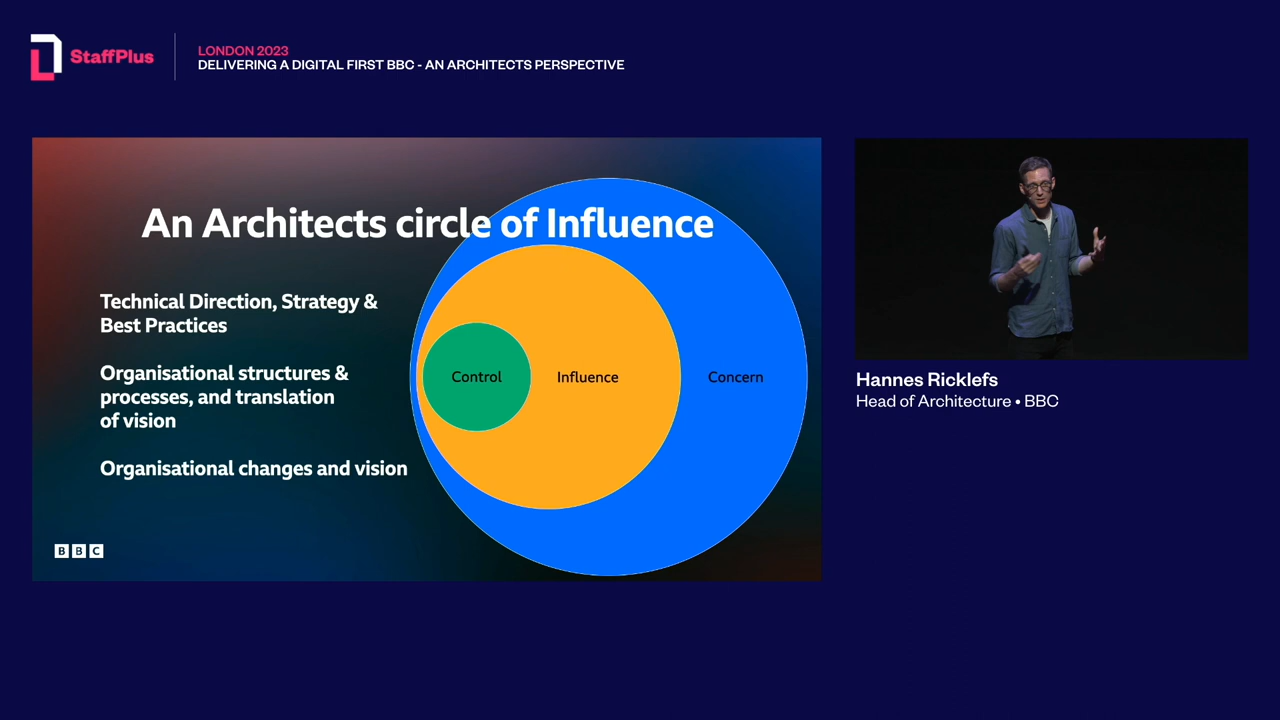 StaffPlus
LONDON 2023
DELIVERING A DIGITAL FIRST BBC - AN ARCHITECTS PERSPECTIVE
An Architects circle of Influence
Technical Direction, Strategy &
Best Practices
Organisational structures &
processes, and translation
of vision
Organisational changes and vision
Control
Influence
Concern
BBC
Hannes Ricklefs
Head of Architecture • BBC